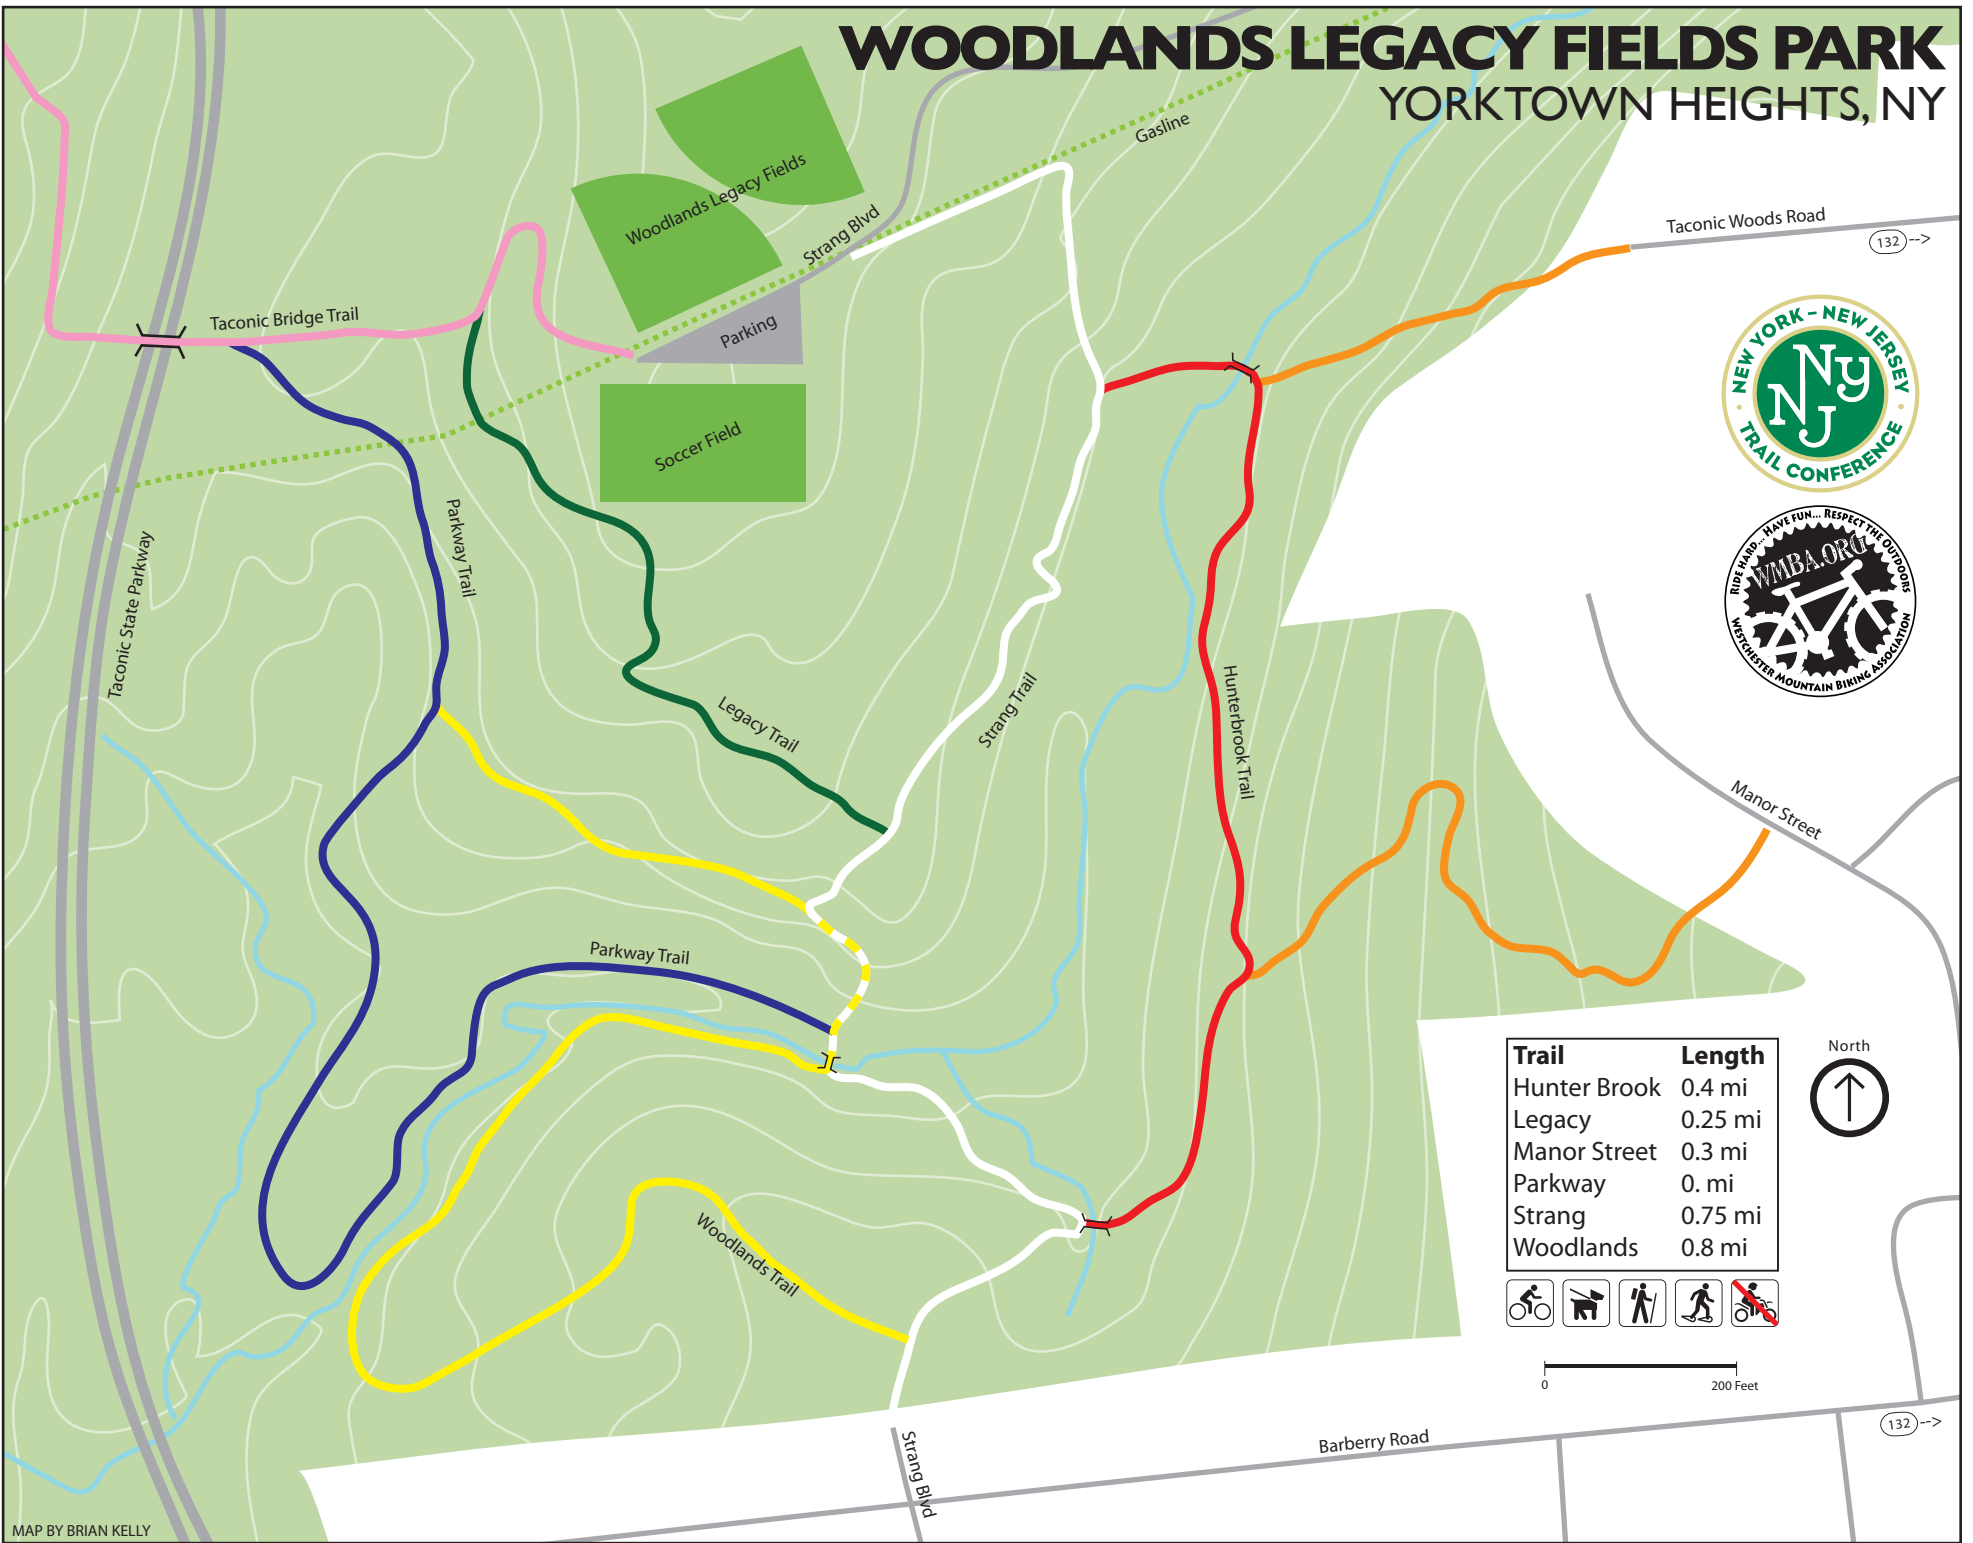 WOODLANDS LEGACY FIELDS PARK
YORKTOWN HEIGHTS, NY
Gasline
Woodlands Legacy Fields
Strang Blvd
Taconic Woods Road
132 -->
Taconic Bridge Trail
Parking
NEW YORK - NEW JERSEY
NY NJ
TRAIL CONFERENCE
Soccer Field
Parkway Trail
Taconic State Parkway
RIDE HARD... HAVE FUN... RESPECT THE OUTDOORS
WMBA.ORG
WESTCHESTER MOUNTAIN BIKING ASSOCIATION
Legacy Trail
Strang Trail
Hunterbrook Trail
Manor Street
Parkway Trail
Trail Length
Hunter Brook 0.4 mi
Legacy 0.25 mi
Manor Street 0.3 mi
Parkway 0. mi
Strang 0.75 mi
Woodlands 0.8 mi
North
Woodlands Trail
0 200 Feet
132 -->
Barberry Road
Strang Blvd
MAP BY BRIAN KELLY